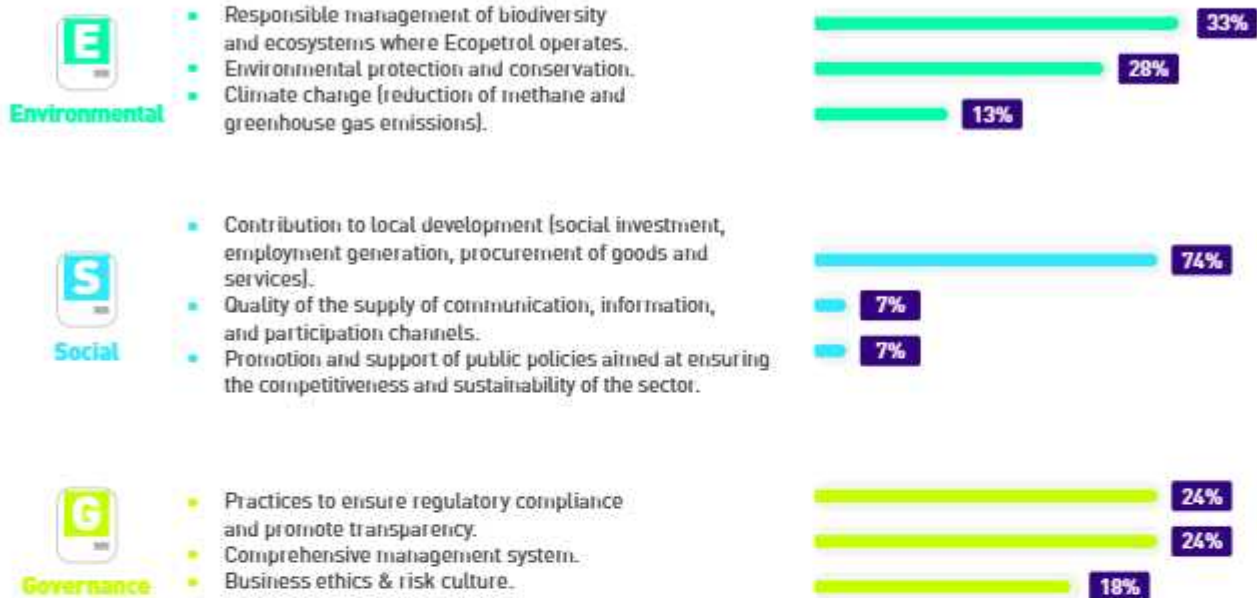 E
Environmental
Responsible management of biodiversity
and ecosystems where Ecopetrol operates.
Environmental protection and conservation.
Climate change (reduction of methane and
greenhouse gas emissions).
33%
28%
13%
S
Social
Contribution to local development (social investment,
employment generation, procurement of goods and
services).
Quality of the supply of communication, information,
and participation channels.
Promotion and support of public policies aimed at ensuring
the competitiveness and sustainability of the sector.
74%
7%
7%
G
Governance
Practices to ensure regulatory compliance
and promote transparency.
Comprehensive management system.
Business ethics & risk culture.
24%
24%
18%